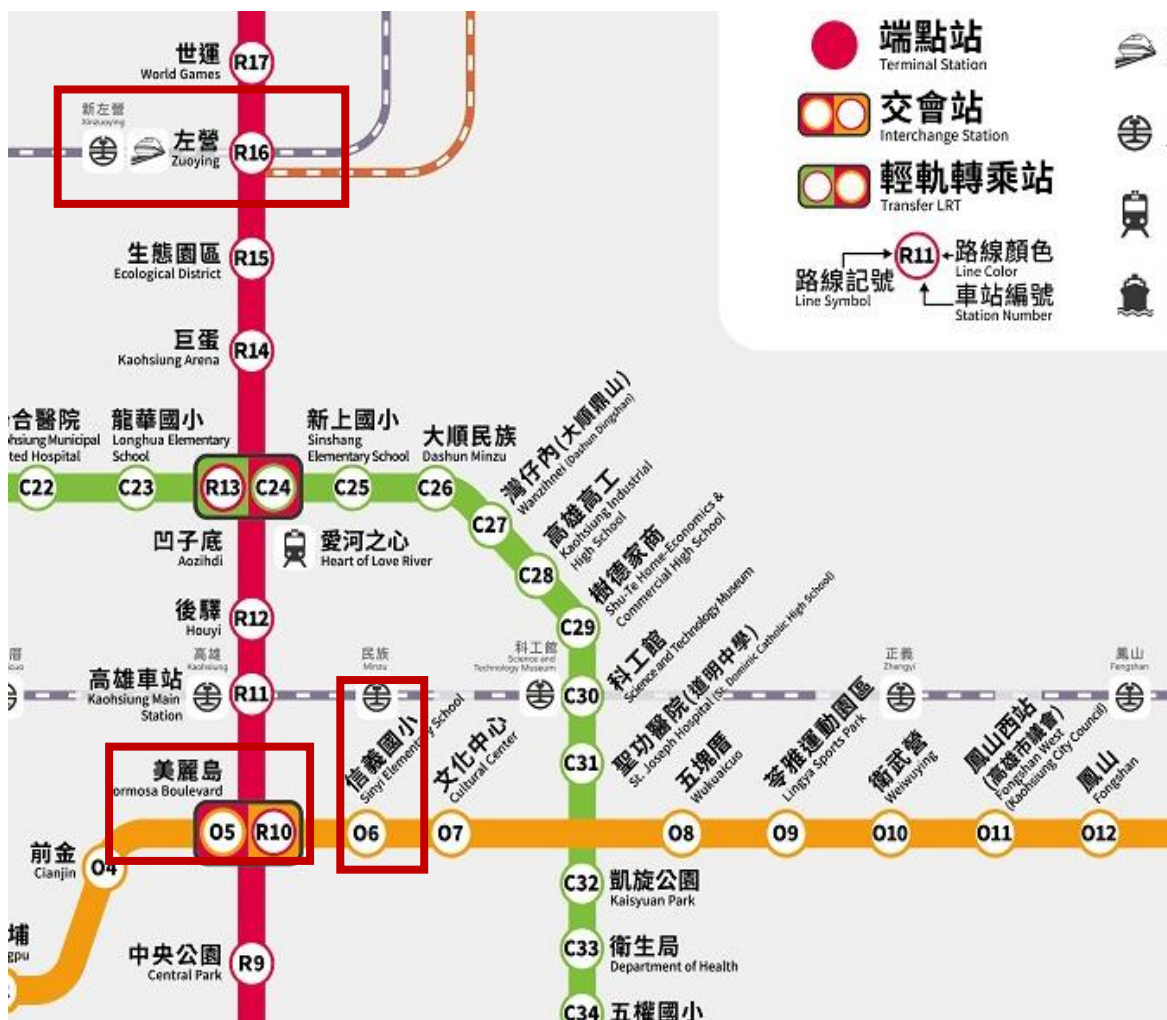 世運
World Games
R17
新左營
Xinzuoying
左營
Zuoying
R16
生態園區
Ecological District
R15
巨蛋
Kaohsiung Arena
R14
端點站
Terminal Station
交會站
Interchange Station
輕軌轉乘站
Transfer LRT
路線記號
Line Symbol
R11
路線顏色
Line Color
車站編號
Station Number
合醫院
hsiung Municipal
ted Hospital
C22
龍華國小
Longhua Elementary
School
C23
R13
C24
凹子底
Aozihdi
愛河之心
Heart of Love River
新上國小
Sinshang
Elementary School
C25
大順民族
Dashun Minzu
C26
灣仔內(大順鼎山)
Wanzihnei (Dashun Dingshan)
C27
高雄高工
Kaohsiung Industrial
High School
C28
樹德家商
Shu-Te Home-Economics &
Commercial High School
C29
後驛
Houyi
R12
厝
cuo
高雄車站
Kaohsiung Main
Station
高雄
Kaohsiung
R11
民族
Minzu
科工館
Science and
Technology Museum
C30
科工館
Science and Technology Museum
正義
Zhengyi
鳳山
Fengshan
C31
聖功醫院(道明中學)
St. Joseph Hospital (St. Dominic Catholic High School)
美麗島
ormosa Boulevard
O5
R10
信義國小
Sinyi Elementary School
O6
文化中心
Cultural Center
O7
五塊厝
Wukuaicuo
O8
苓雅運動園區
Lingya Sports Park
O9
衛武營
Weiwuying
O10
鳳山西站
(高雄市議會)
Fongshan West
(Kaohsiung City Council)
O11
鳳山
Fongshan
O12
前金
Cianjin
O4
埔
gpu
中央公園
Central Park
R9
C32
凱旋公園
Kaisyuan Park
C33
衛生局
Department of Health
C34
五權國小